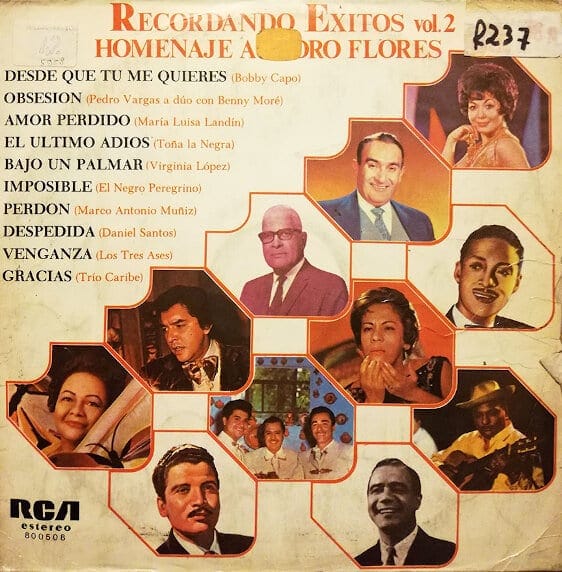 RECORDANDO EXITOS vol.2
R237
HOMENAJE A DORO FLORES
DESDE QUE TU ME QUIERES (Bobby Capo)
OBSESION (Pedro Vargas a dúo con Benny Moré)
AMOR PERDIDO (María Luisa Landín)
EL ULTIMO ADIOS (Toña la Negra)
BAJO UN PALMAR (Virginia López)
IMPOSIBLE (El Negro Peregrino)
PERDON (Marco Antonio Muñiz)
DESPEDIDA (Daniel Santos)
VENGANZA (Los Tres Ases)
GRACIAS (Trío Caribe)
RCA
estereo
800506